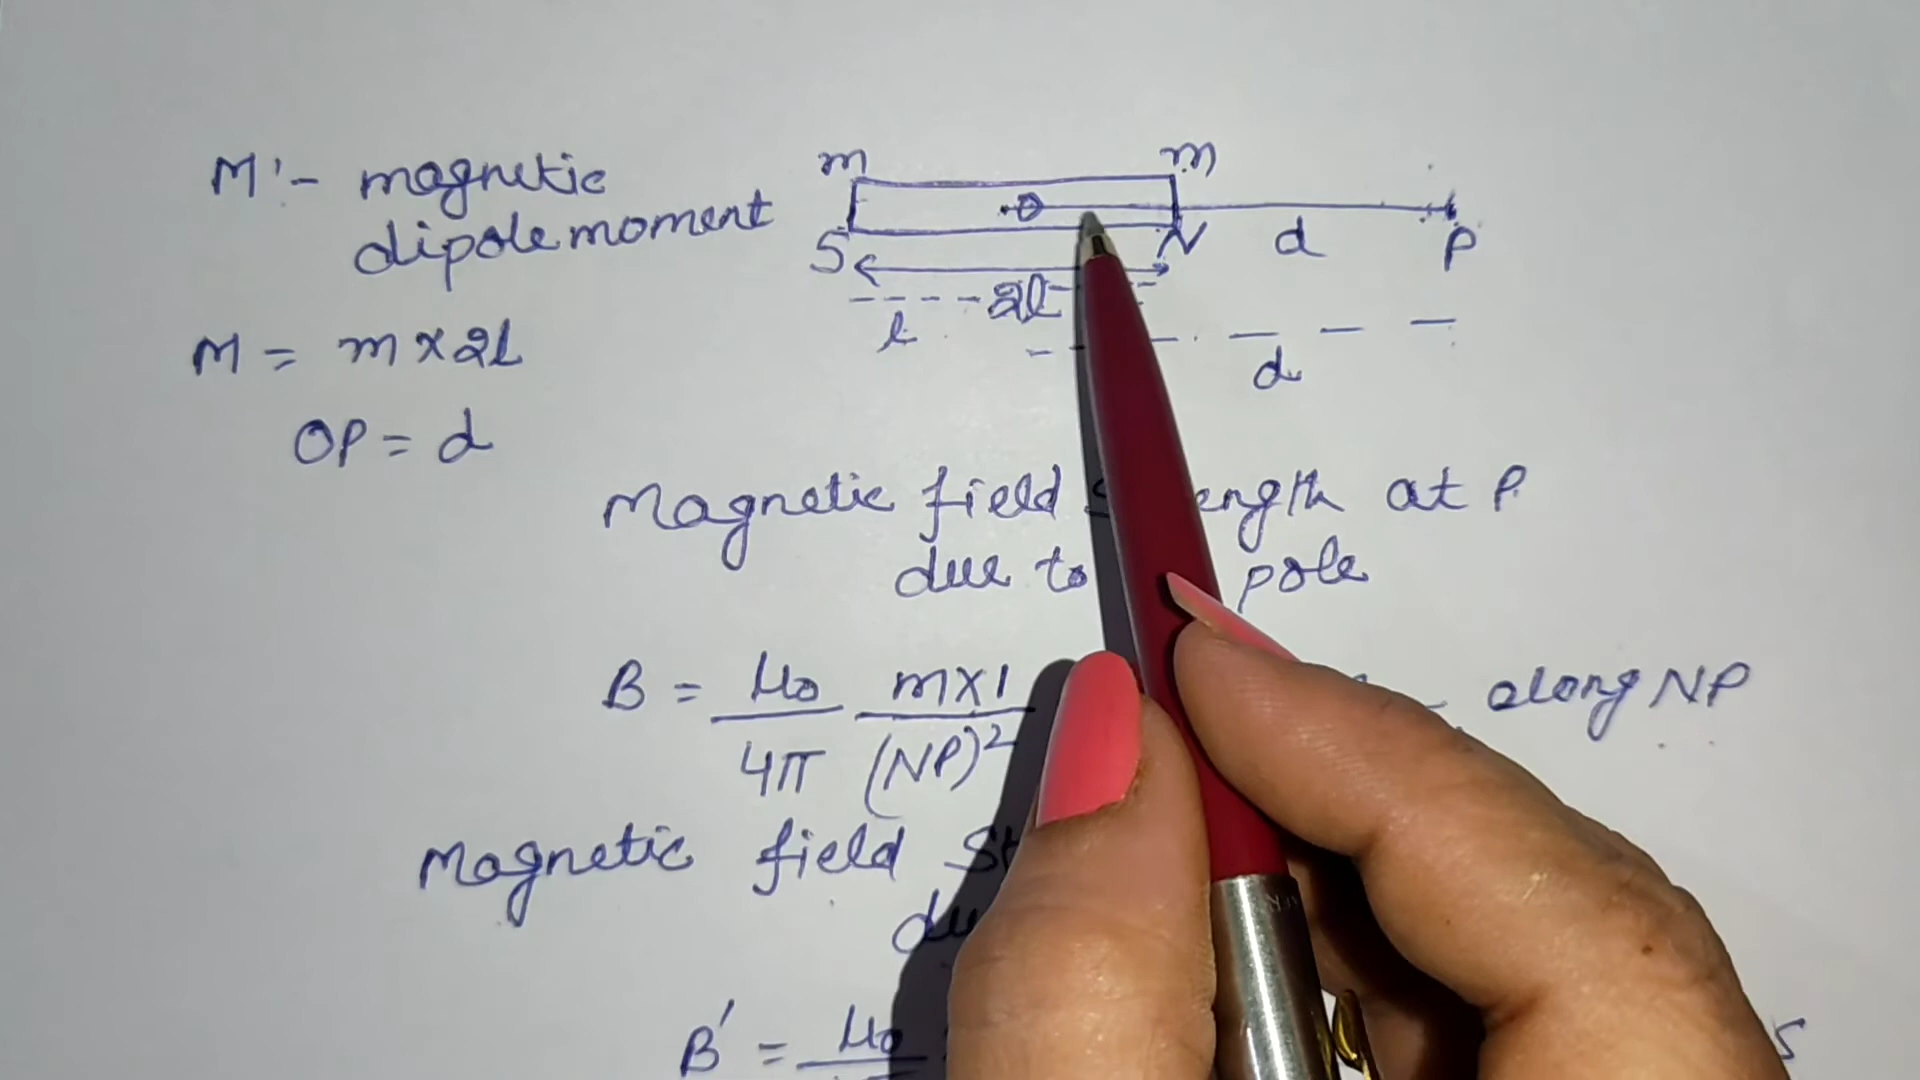 M'- magnetic
dipole moment
m m
O
S N d P
2l
l
d
M = m × 2l
OP = d
Magnetic field at P
due to pole
B = μ₀/4π m×1/(NP)² along NP
Magnetic field
B' = μ₀